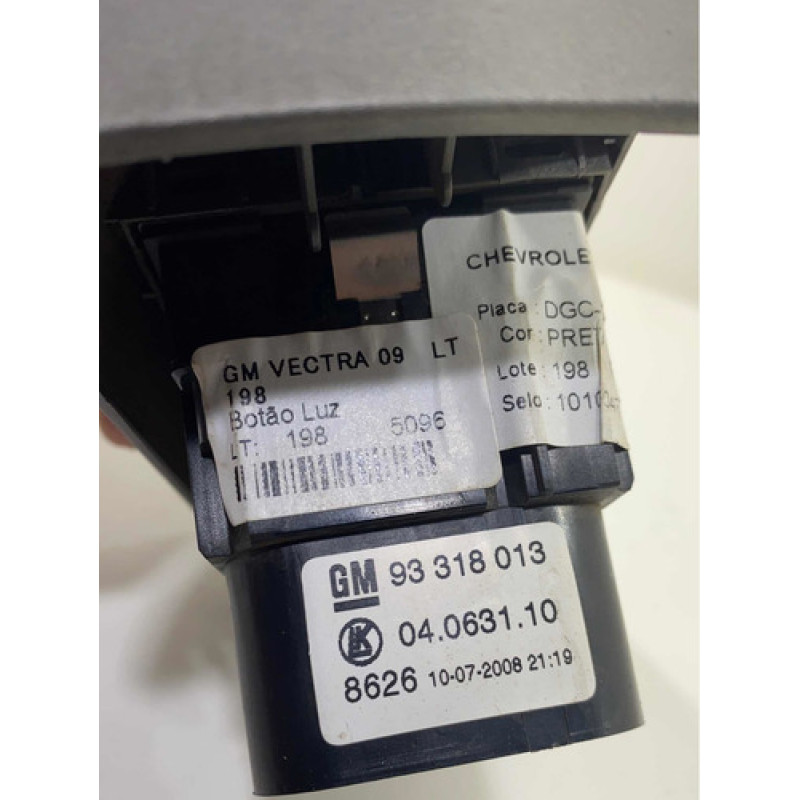 CHEVROLE
Placa: DGC-
Cor: PRET
Lote: 198
Selo: 1010
GM VECTRA 09 LT
198
Botão Luz
LT: 198 5096
GM 93 318 013
04.0631.10
8626 10-07-2008 21:19